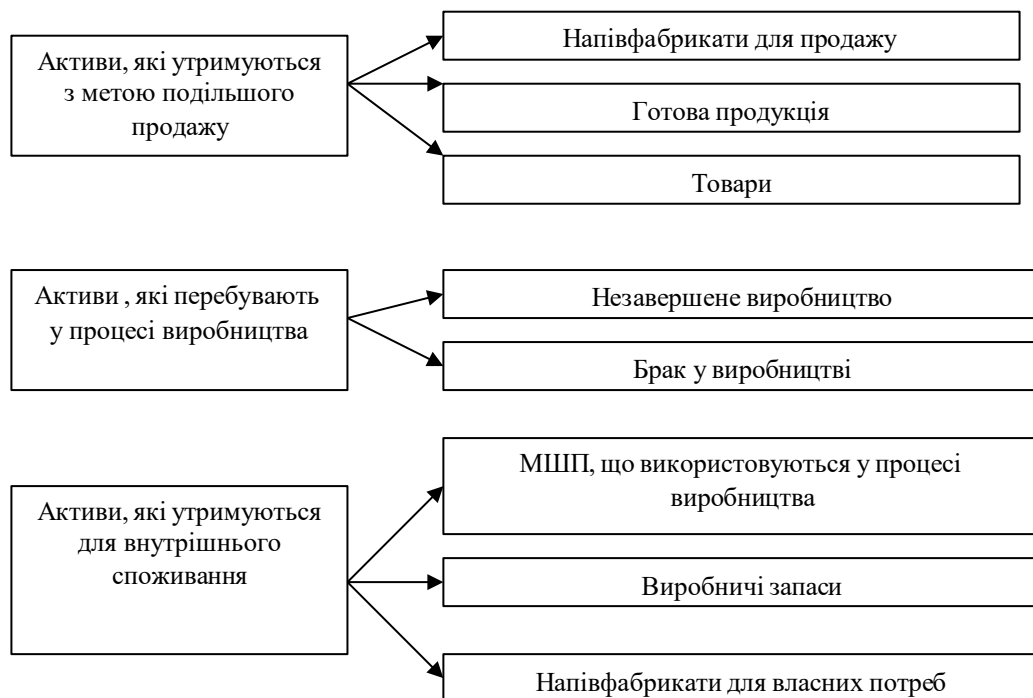 Активи, які утримуються
з метою подільшого
продажу
Напівфабрикати для продажу
Готова продукція
Товари
Активи , які перебувають
у процесі виробництва
Незавершене виробництво
Брак у виробництві
Активи, які утримуються
для внутрішнього
споживання
МШП, що використовуються у процесі
виробництва
Виробничі запаси
Напівфабрикати для власних потреб